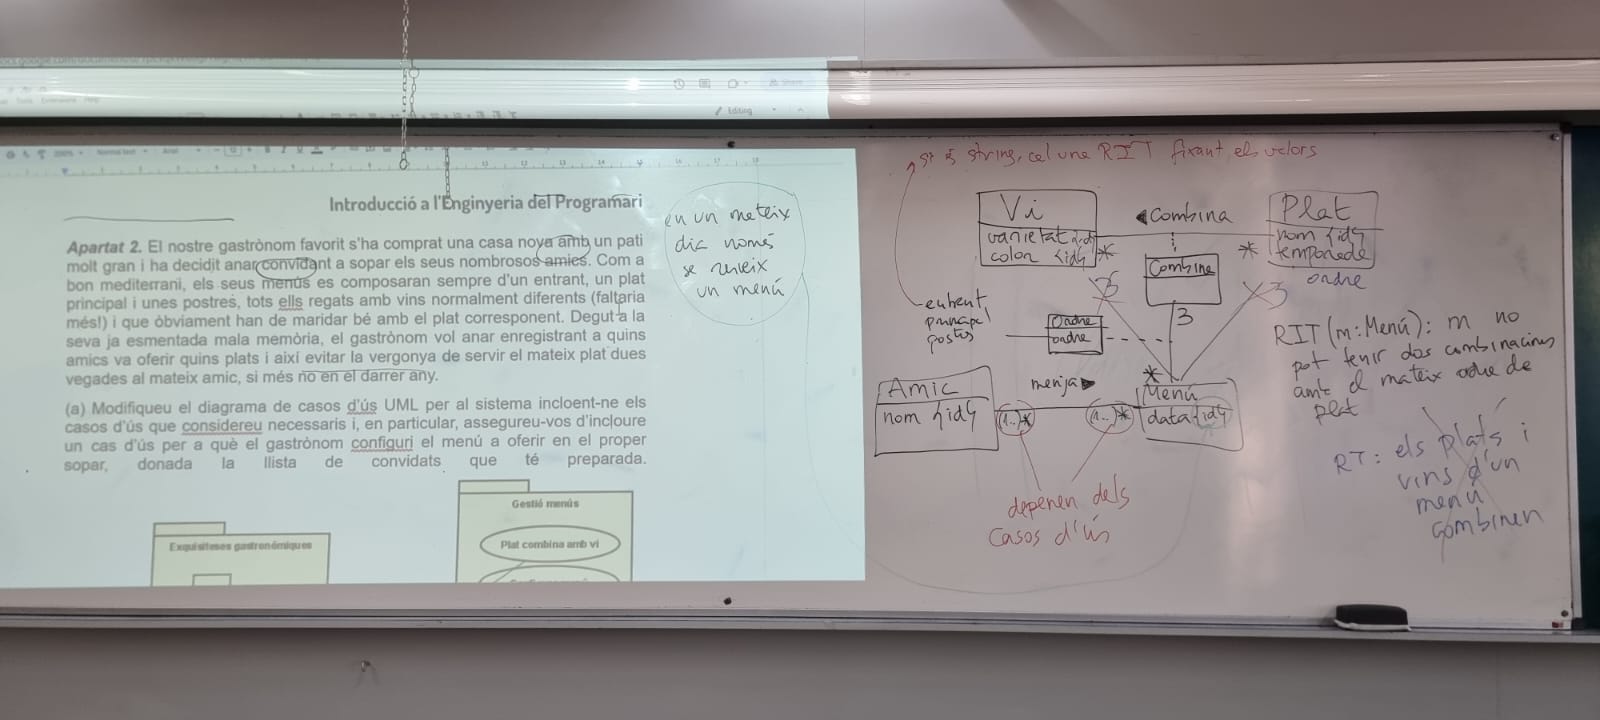 Editing
Introducció a l'Enginyeria del Programari
Apartat 2. El nostre gastrònom favorit s'ha comprat una casa nova amb un pati
molt gran i ha decidit anar convidant a sopar els seus nombrosos amics. Com a
bon mediterrani, els seus menús es composaran sempre d'un entrant, un plat
principal i unes postres, tots ells regats amb vins normalment diferents (faltaria
més!) i que òbviament han de maridar bé amb el plat corresponent. Degut a la
seva ja esmentada mala memòria, el gastrònom vol anar enregistrant a quins
amics va oferir quins plats i així evitar la vergonya de servir el mateix plat dues
vegades al mateix amic, si més no en el darrer any.
(a) Modifiqueu el diagrama de casos d'ús UML per al sistema incloent-ne els
casos d'ús que considereu necessaris i, en particular, assegureu-vos d'incloure
un cas d'ús per a què el gastrònom configuri el menú a oferir en el proper
sopar, donada la llista de convidats que té preparada.
Exquisiteses gastronòmiques
Gestió menús
Plat combina amb vi
en un mateix
dia només
se serveix
un menú
si és string, cal una RIT fixant els valors
Vi
varietat {id}
color {id}
*
◄ Combina
*
Plat
nom {id}
temporada
ordre
Combina
3
3
3
entrant
principal
postres
Ordre
ordre
Amic
nom {id}
menja ►
(1..)*
(1..)*
*
Menú
data {id}
depenen dels
casos d'ús
RIT (m:Menú): m no
pot tenir dos combinacions
amb el mateix ordre de
plat
RT: els plats i
vins d'un
menú
combinen